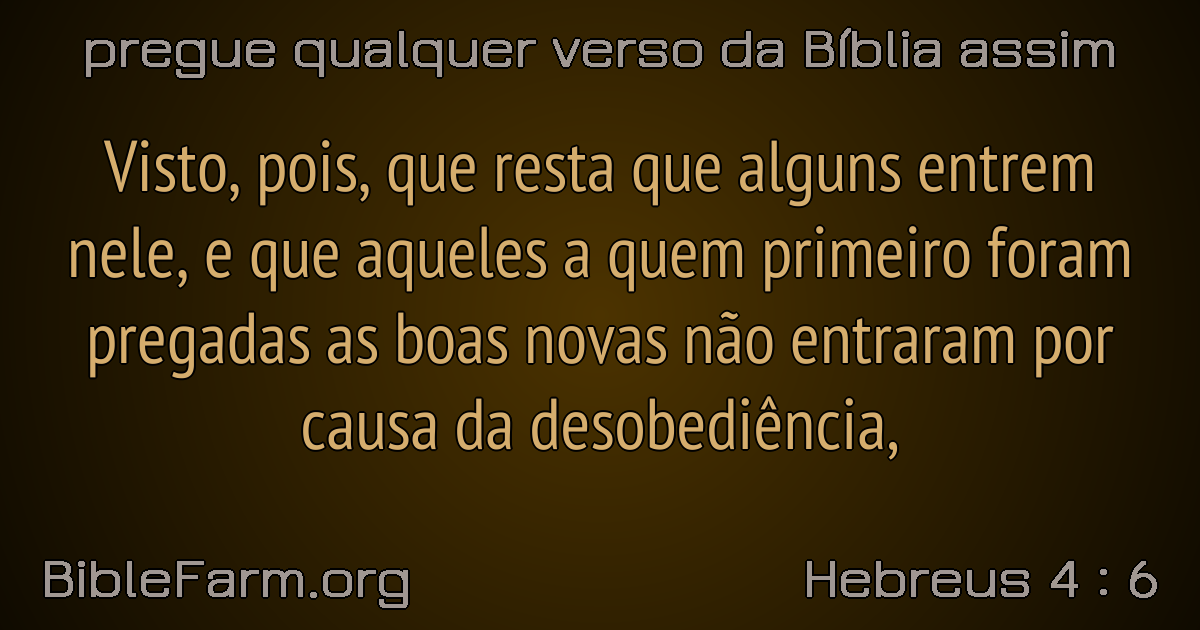 pregue qualquer verso da Bíblia assim
Visto, pois, que resta que alguns entrem
nele, e que aqueles a quem primeiro foram
pregadas as boas novas não entraram por
causa da desobediência,
BibleFarm.org
Hebreus 4 : 6